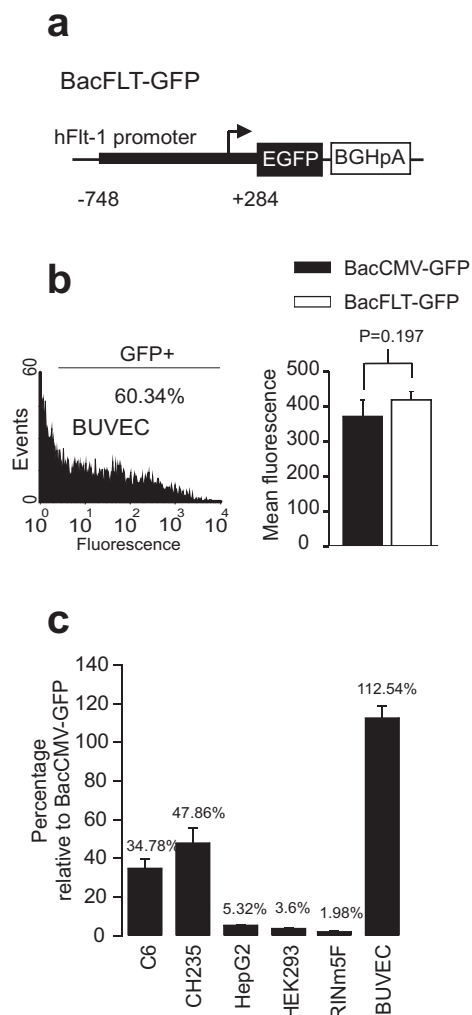 a
BacFLT-GFP
hFlt-1 promoter
EGFP
BGHpA
-748
+284
b
BacCMV-GFP
BacFLT-GFP
60
GFP+
60.34%
BUVEC
Events
0
10^0 10^1 10^2 10^3 10^4
Fluorescence
P=0.197
500
400
300
200
100
0
Mean fluorescence
c
140
120
100
80
60
40
20
0
Percentage
relative to BacCMV-GFP
34.78%
47.86%
5.32%
3.6%
1.98%
112.54%
C6
CH235
HepG2
HEK293
RINm5F
BUVEC